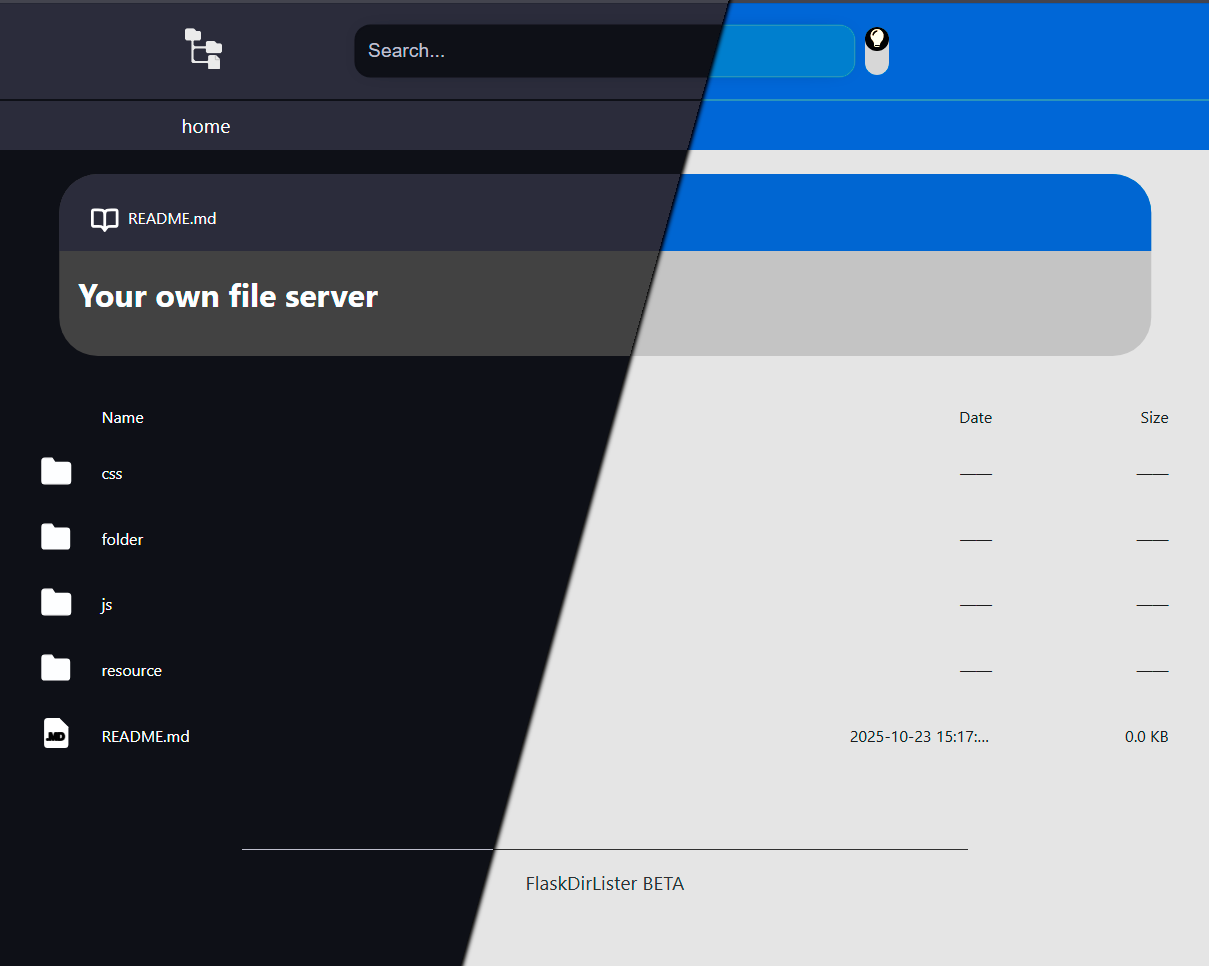 Search...
home
README.md
Your own file server
Name Date Size
css —— ——
folder —— ——
js —— ——
resource —— ——
.MD README.md 2025-10-23 15:17:... 0.0 KB
FlaskDirLister BETA